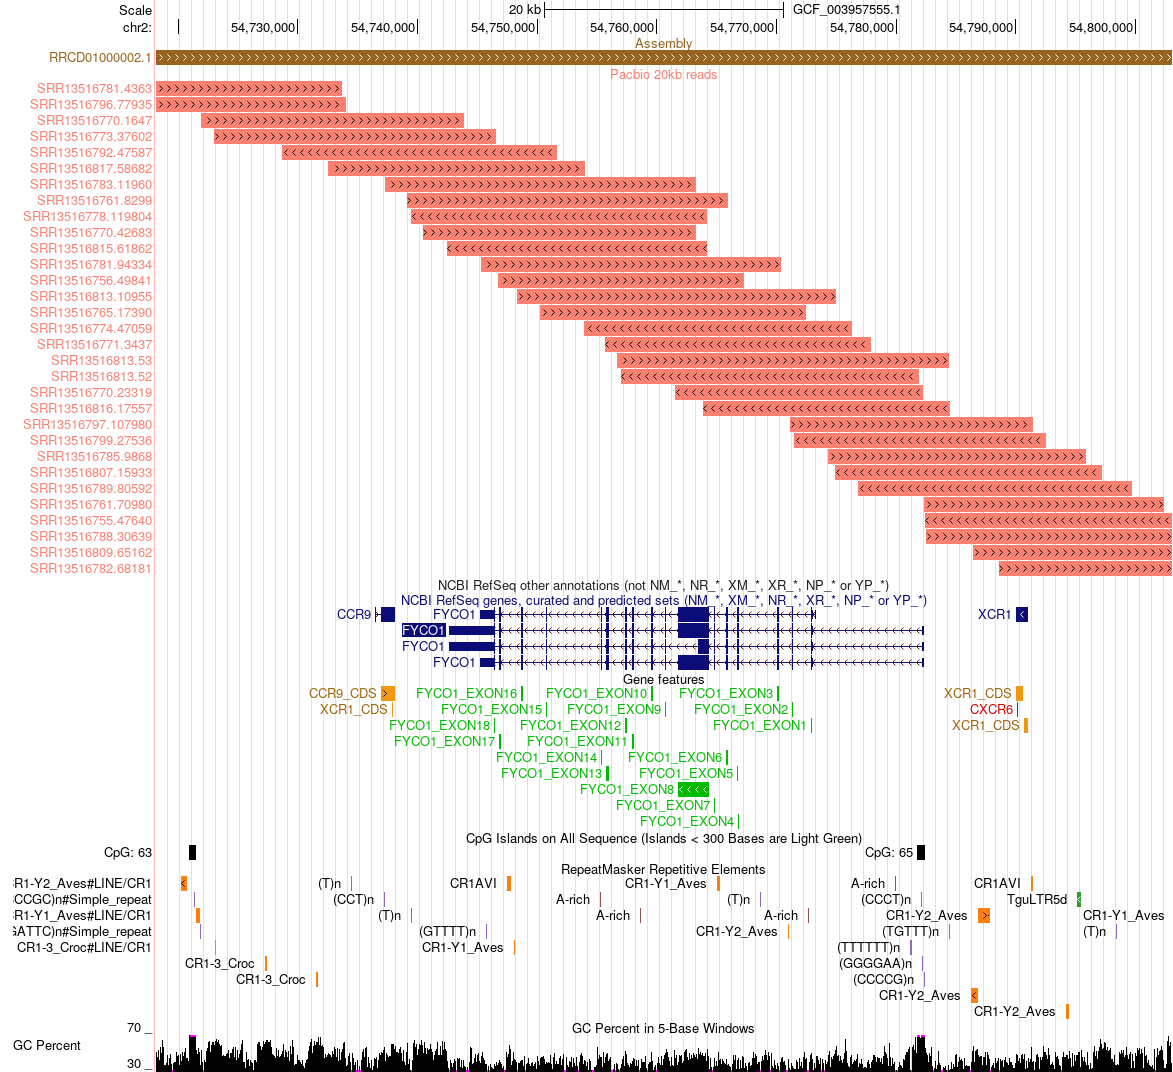 Scale 20 kb GCF_003957555.1
chr2: 54,730,000 54,740,000 54,750,000 54,760,000 54,770,000 54,780,000 54,790,000 54,800,000
Assembly
RRCD01000002.1
Pacbio 20kb reads
SRR13516781.4363
SRR13516796.77935
SRR13516770.1647
SRR13516773.37602
SRR13516792.47587
SRR13516817.58682
SRR13516783.11960
SRR13516761.8299
SRR13516778.119804
SRR13516770.42683
SRR13516815.61862
SRR13516781.94334
SRR13516756.49841
SRR13516813.10955
SRR13516765.17390
SRR13516774.47059
SRR13516771.3437
SRR13516813.53
SRR13516813.52
SRR13516770.23319
SRR13516816.17557
SRR13516797.107980
SRR13516799.27536
SRR13516785.9868
SRR13516807.15933
SRR13516789.80592
SRR13516761.70980
SRR13516755.47640
SRR13516788.30639
SRR13516809.65162
SRR13516782.68181
NCBI RefSeq other annotations (not NM_*, NR_*, XM_*, XR_*, NP_* or YP_*)
NCBI RefSeq genes, curated and predicted sets (NM_*, XM_*, NR_*, XR_*, NP_* or YP_*)
CCR9 FYCO1 XCR1
FYCO1
FYCO1
FYCO1
Gene features
CCR9_CDS FYCO1_EXON16 FYCO1_EXON10 FYCO1_EXON3 XCR1_CDS
XCR1_CDS FYCO1_EXON15 FYCO1_EXON9 FYCO1_EXON2 CXCR6
FYCO1_EXON18 FYCO1_EXON12 FYCO1_EXON1 XCR1_CDS
FYCO1_EXON17 FYCO1_EXON11
FYCO1_EXON14 FYCO1_EXON6
FYCO1_EXON13 FYCO1_EXON5
FYCO1_EXON8
FYCO1_EXON7
FYCO1_EXON4
CpG Islands on All Sequence (Islands < 300 Bases are Light Green)
CpG: 63 CpG: 65
RepeatMasker Repetitive Elements
R1-Y2_Aves#LINE/CR1 (T)n CR1AVI CR1-Y1_Aves A-rich CR1AVI
CCGC)n#Simple_repeat (CCT)n A-rich (T)n (CCCT)n TguLTR5d
R1-Y1_Aves#LINE/CR1 (T)n A-rich A-rich CR1-Y2_Aves CR1-Y1_Aves
ATTC)n#Simple_repeat (GTTTT)n CR1-Y2_Aves (TGTTT)n (T)n
CR1-3_Croc#LINE/CR1 CR1-Y1_Aves (TTTTTT)n
CR1-3_Croc (GGGGAA)n
CR1-3_Croc (CCCCG)n
CR1-Y2_Aves
CR1-Y2_Aves
70 _ GC Percent in 5-Base Windows
GC Percent
30 _